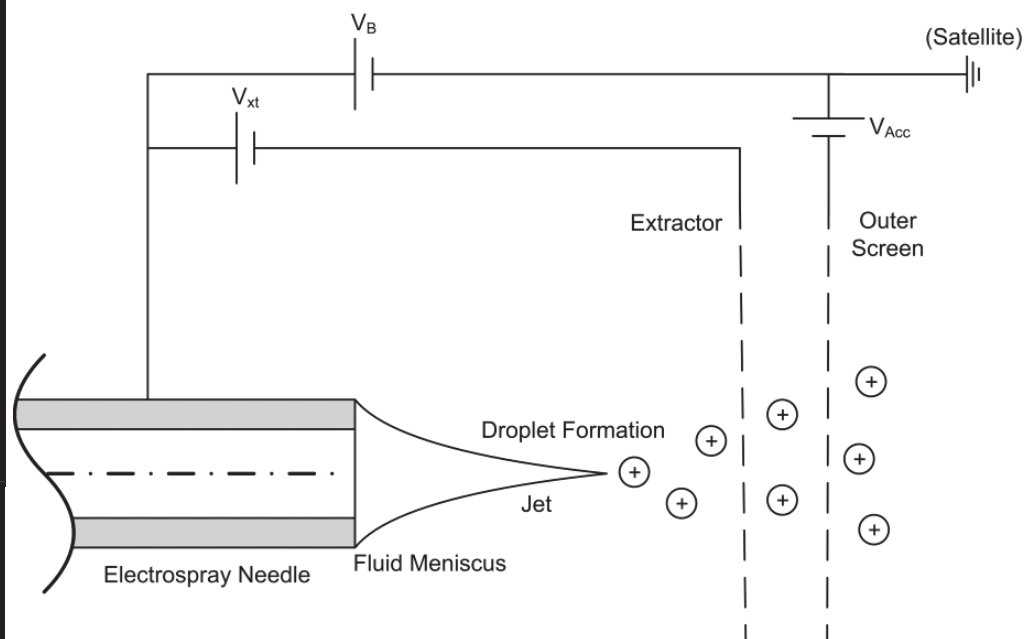 V_B
(Satellite)
V_xt
V_Acc
Extractor
Outer
Screen
Droplet Formation
Jet
Fluid Meniscus
Electrospray Needle
+
+
+
+
+
+
+
+